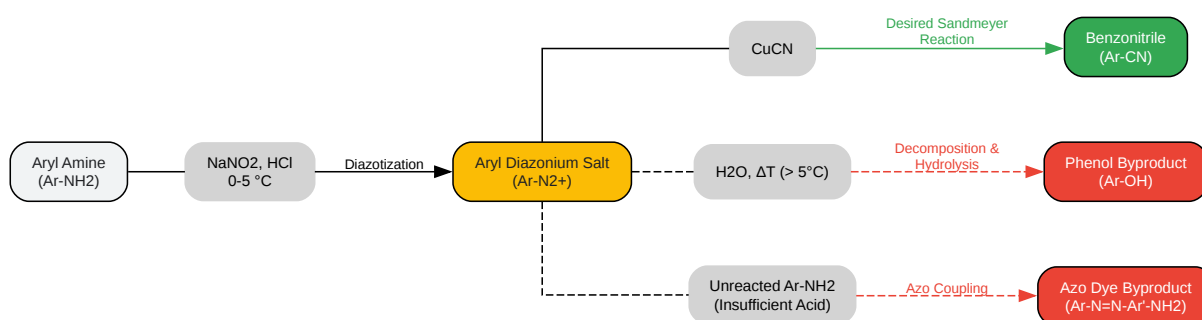 Aryl Amine
(Ar-NH2)
NaNO2, HCl
0-5 °C
Diazotization
Aryl Diazonium Salt
(Ar-N2+)
CuCN
Desired Sandmeyer
Reaction
Benzonitrile
(Ar-CN)
H2O, ΔT (> 5°C)
Decomposition &
Hydrolysis
Phenol Byproduct
(Ar-OH)
Unreacted Ar-NH2
(Insufficient Acid)
Azo Coupling
Azo Dye Byproduct
(Ar-N=N-Ar'-NH2)